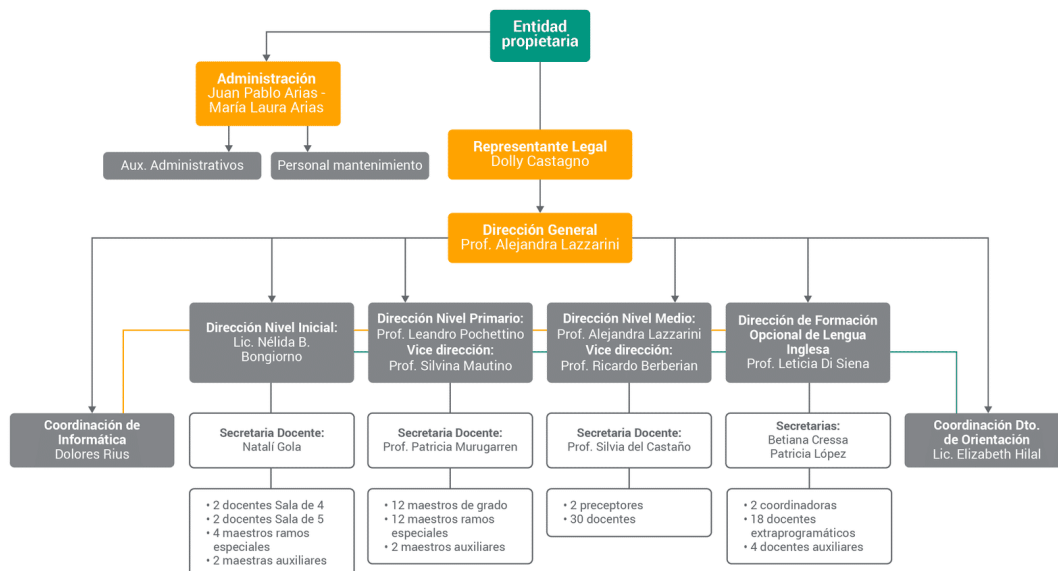 Entidad
propietaria
Administración
Juan Pablo Arias -
María Laura Arias
Aux. Administrativos
Personal mantenimiento
Representante Legal
Dolly Castagno
Dirección General
Prof. Alejandra Lazzarini
Dirección Nivel Inicial:
Lic. Nélida B.
Bongiorno
Dirección Nivel Primario:
Prof. Leandro Pochettino
Vice dirección:
Prof. Silvina Mautino
Dirección Nivel Medio:
Prof. Alejandra Lazzarini
Vice dirección:
Prof. Ricardo Berberian
Dirección de Formación
Opcional de Lengua
Inglesa
Prof. Leticia Di Siena
Coordinación de
Informática
Dolores Rius
Secretaria Docente:
Natalí Gola
Secretaria Docente:
Prof. Patricia Murugarren
Secretaria Docente:
Prof. Silvia del Castaño
Secretarias:
Betiana Cressa
Patricia López
Coordinación Dto.
de Orientación
Lic. Elizabeth Hilal
• 2 docentes Sala de 4
• 2 docentes Sala de 5
• 4 maestros ramos
especiales
• 2 maestras auxiliares
• 12 maestros de grado
• 12 maestros ramos
especiales
• 2 maestros auxiliares
• 2 preceptores
• 30 docentes
• 2 coordinadoras
• 18 docentes
extraprogramáticos
• 4 docentes auxiliares